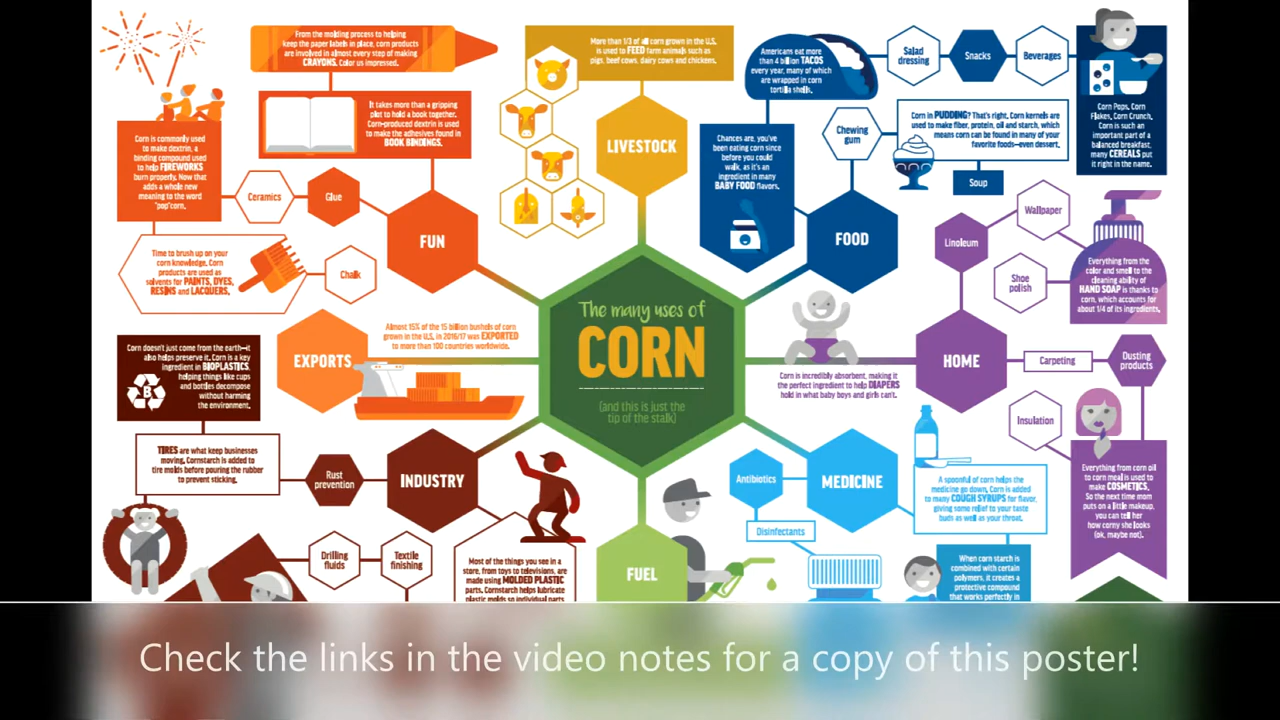 From the molding process to helping
keep the paper labels in place, corn products
are involved in almost every step of making
CRAYONS. Color us impressed.
It takes more than a gripping
plot to hold a book together.
Corn-produced dextrin is used
to make the adhesives found in
BOOK BINDINGS.
Corn is commonly used
to make dextrin, a
binding compound used
to help FIREWORKS
burn properly. Now that
adds a whole new
meaning to the word
'pop'corn.
Ceramics
Glue
FUN
Time to brush up on your
corn knowledge. Corn
products are used as
solvents for PAINTS, DYES,
RESINS and LACQUERS.
Chalk
More than 1/3 of all corn grown in the U.S.
is used to FEED farm animals such as
pigs, beef cows, dairy cows and chickens.
LIVESTOCK
Americans eat more
than 4 billion TACOS
every year, many of which
are wrapped in corn
tortilla shells.
Salad
dressing
Snacks
Beverages
Corn Pops, Corn
Flakes, Corn Crunch.
Corn is such an
important part of a
balanced breakfast,
many CEREALS put
it right in the name.
Chewing
gum
Corn in PUDDING? That's right. Corn kernels are
used to make fiber, protein, oil and starch, which
means corn can be found in many of your
favorite foods—even dessert.
Soup
Chances are, you've
been eating corn since
before you could
walk, as it's an
ingredient in many
BABY FOOD flavors.
FOOD
The many uses of
CORN
(and this is just the
tip of the stalk)
Wallpaper
Linoleum
Shoe
polish
Everything from the
color and smell to the
cleaning ability of
HAND SOAP is thanks to
corn, which accounts for
about 1/4 of its ingredients.
HOME
Carpeting
Dusting
products
Insulation
Corn is incredibly absorbent, making it
the perfect ingredient to help DIAPERS
hold in what baby boys and girls can't.
Everything from corn oil
to corn meal is used to
make COSMETICS.
So the next time mom
puts on a little makeup,
you can tell her
how corny she looks
(ok, maybe not).
EXPORTS
Almost 15% of the 15 billion bushels of corn
grown in the U.S. in 2016/17 was EXPORTED
to more than 100 countries worldwide.
Corn doesn't just come from the earth—it
also helps preserve it. Corn is a key
ingredient in BIOPLASTICS,
helping things like cups
and bottles decompose
without harming
the environment.
B
TIRES are what keep businesses
moving. Cornstarch is added to
tire molds before pouring the rubber
to prevent sticking.
Rust
prevention
INDUSTRY
Drilling
fluids
Textile
finishing
Most of the things you see in a
store, from toys to televisions, are
made using MOLDED PLASTIC
parts. Cornstarch helps lubricate
plastic molds so individual parts
FUEL
Antibiotics
MEDICINE
Disinfectants
A spoonful of corn helps the
medicine go down. Corn is added
to many COUGH SYRUPS for flavor,
giving some relief to your taste
buds as well as your throat.
When corn starch is
combined with certain
polymers, it creates a
protective compound
that works perfectly in
Check the links in the video notes for a copy of this poster!